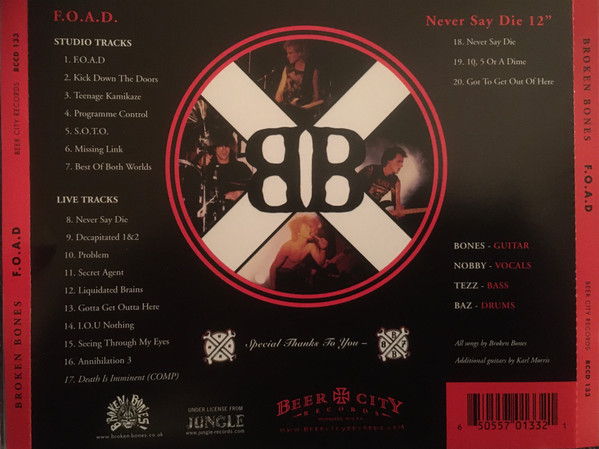 F.O.A.D.
STUDIO TRACKS
1. F.O.A.D
2. Kick Down The Doors
3. Teenage Kamikaze
4. Programme Control
5. S.O.T.O.
6. Missing Link
7. Best Of Both Worlds
LIVE TRACKS
8. Never Say Die
9. Decapitated 1&2
10. Problem
11. Secret Agent
12. Liquidated Brains
13. Gotta Get Outta Here
14. I.O.U Nothing
15. Seeing Through My Eyes
16. Annihilation 3
17. Death Is Imminent (COMP)
Never Say Die 12"
18. Never Say Die
19. 1Q, 5 Or A Dime
20. Got To Get Out Of Here
BB
BONES - GUITAR
NOBBY - VOCALS
TEZZ - BASS
BAZ - DRUMS
Special Thanks To You –
All songs by Broken Bones
Additional guitars by Karl Morris
BROKEN BONES
www.broken-bones.co.uk
UNDER LICENSE FROM
JUNGLE
www.jungle-records.com
BEER CITY
RECORDS
6 50557 01332 1
BROKEN BONES F.O.A.D BEER CITY RECORDS BCCD 133
BROKEN BONES F.O.A.D BEER CITY RECORDS BCCD 133